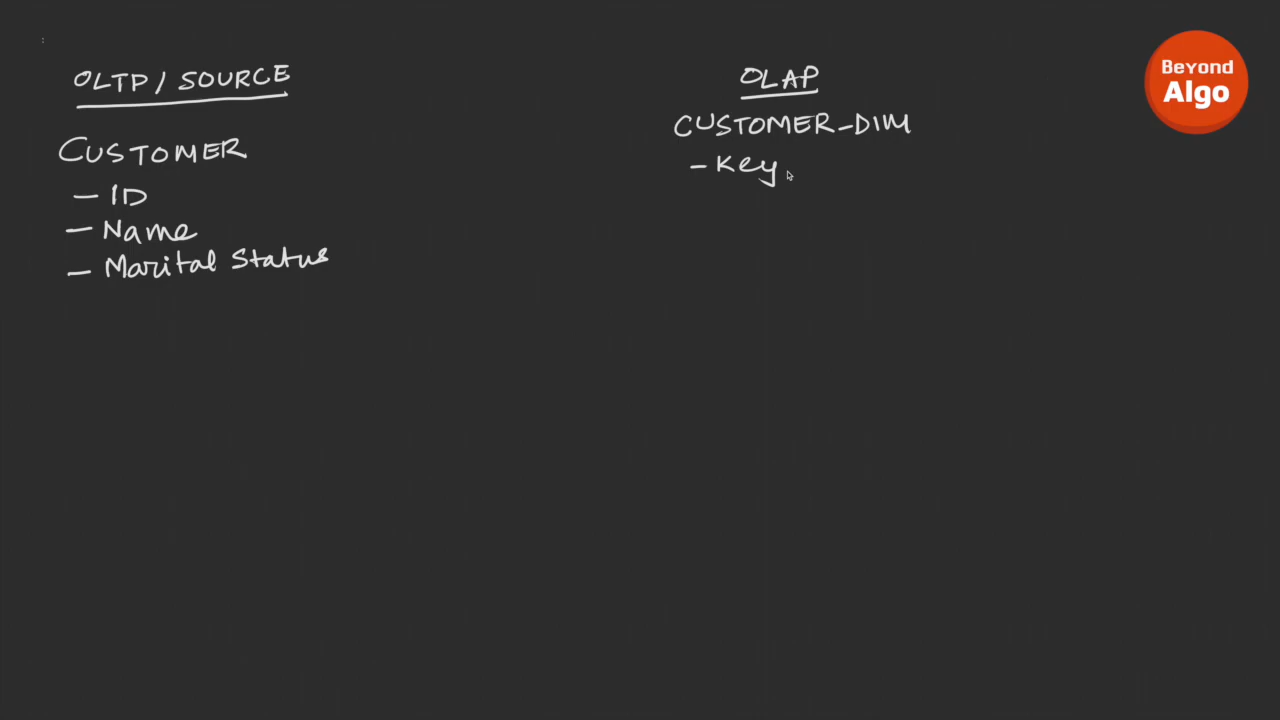 OLTP / SOURCE
CUSTOMER
- ID
- Name
- Marital Status
OLAP
CUSTOMER-DIM
- Key
Beyond
Algo